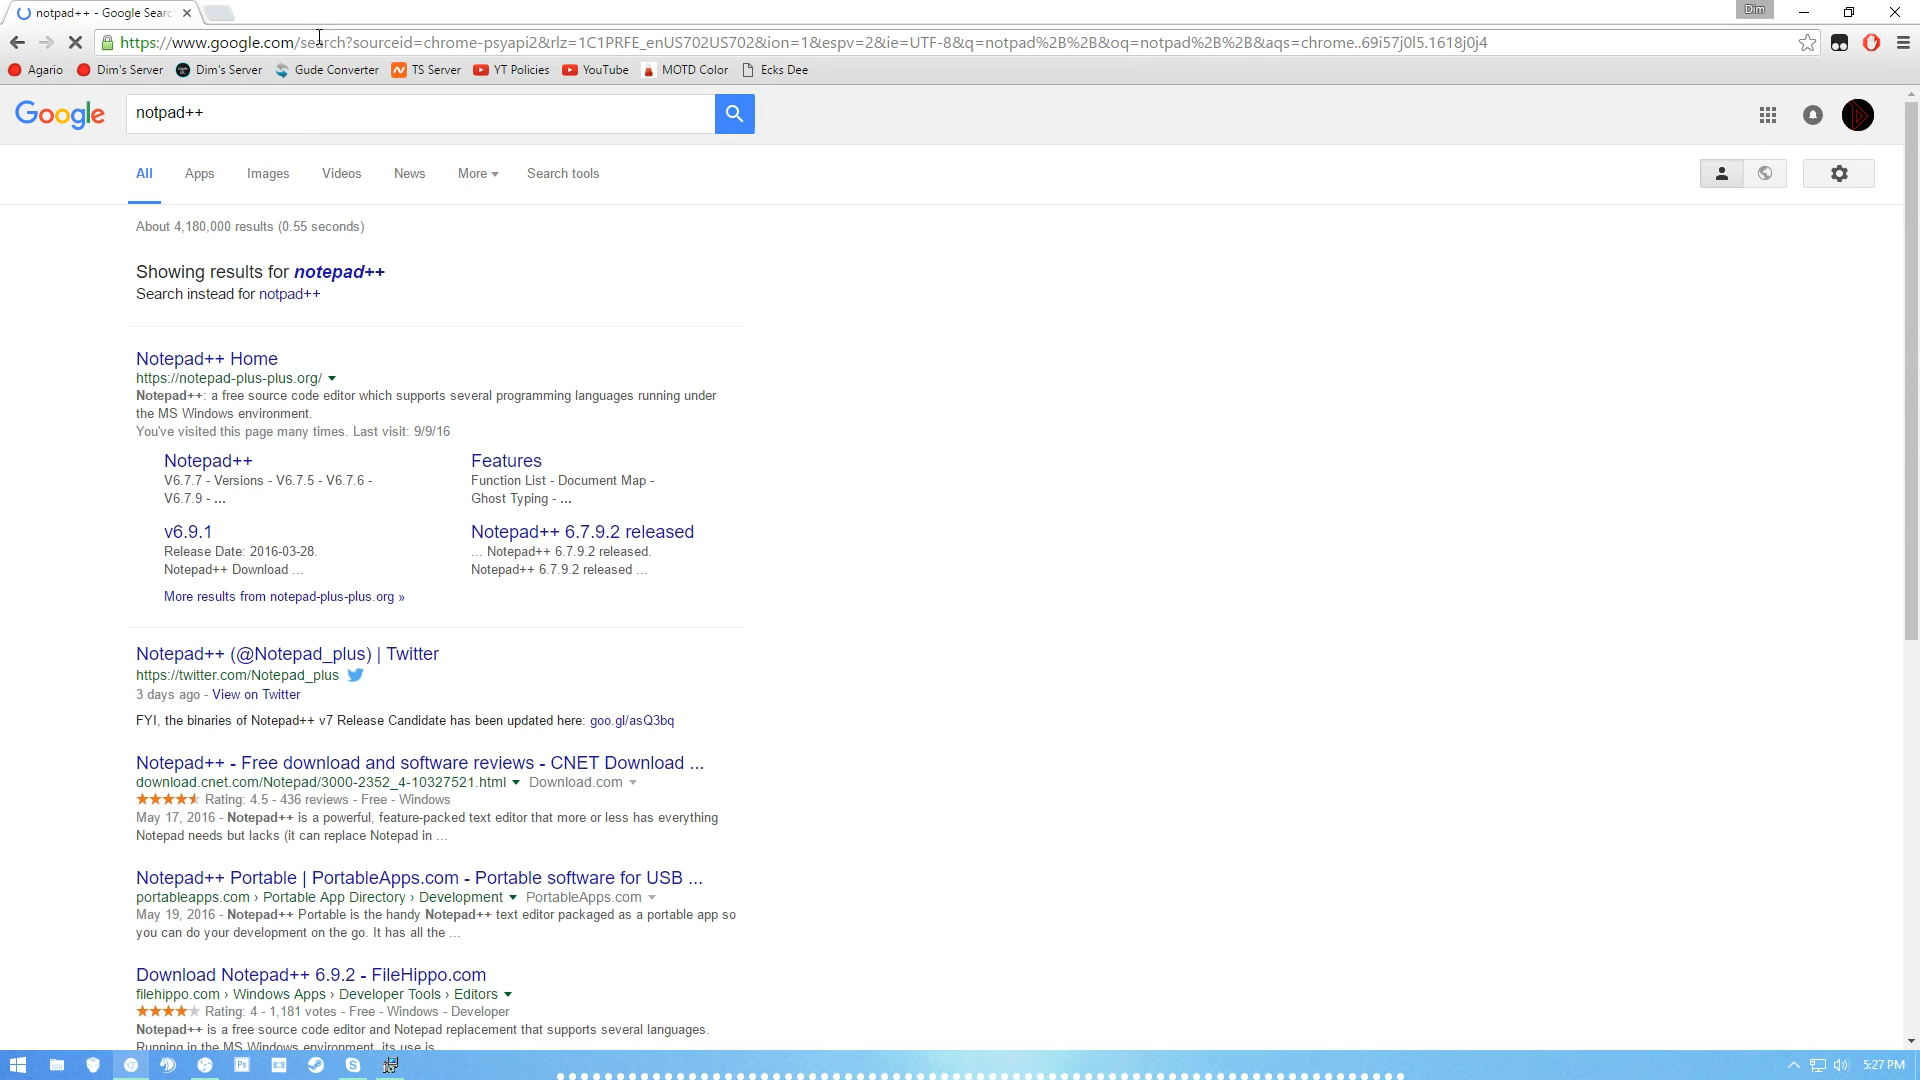 notpad++ - Google Searc
Dim
https://www.google.com/search?sourceid=chrome-psyapi2&rlz=1C1PRFE_enUS702US702&ion=1&espv=2&ie=UTF-8&q=notpad%2B%2B&oq=notpad%2B%2B&aqs=chrome..69i57j0l5.1618j0j4
Agario Dim's Server Dim's Server Gude Converter TS Server YT Policies YouTube MOTD Color Ecks Dee
Google notpad++
All Apps Images Videos News More Search tools
About 4,180,000 results (0.55 seconds)
Showing results for notepad++
Search instead for notpad++
Notepad++ Home
https://notepad-plus-plus.org/
Notepad++: a free source code editor which supports several programming languages running under
the MS Windows environment.
You've visited this page many times. Last visit: 9/9/16
Notepad++
V6.7.7 - Versions - V6.7.5 - V6.7.6 -
V6.7.9 - ...
Features
Function List - Document Map -
Ghost Typing - ...
v6.9.1
Release Date: 2016-03-28.
Notepad++ Download ...
Notepad++ 6.7.9.2 released
... Notepad++ 6.7.9.2 released.
Notepad++ 6.7.9.2 released ...
More results from notepad-plus-plus.org »
Notepad++ (@Notepad_plus) | Twitter
https://twitter.com/Notepad_plus
3 days ago - View on Twitter
FYI, the binaries of Notepad++ v7 Release Candidate has been updated here: goo.gl/asQ3bq
Notepad++ - Free download and software reviews - CNET Download ...
download.cnet.com/Notepad/3000-2352_4-10327521.html Download.com
Rating: 4.5 - 436 reviews - Free - Windows
May 17, 2016 - Notepad++ is a powerful, feature-packed text editor that more or less has everything
Notepad needs but lacks (it can replace Notepad in ...
Notepad++ Portable | PortableApps.com - Portable software for USB ...
portableapps.com › Portable App Directory › Development PortableApps.com
May 19, 2016 - Notepad++ Portable is the handy Notepad++ text editor packaged as a portable app so
you can do your development on the go. It has all the ...
Download Notepad++ 6.9.2 - FileHippo.com
filehippo.com › Windows Apps › Developer Tools › Editors
Rating: 4 - 1,181 votes - Free - Windows - Developer
Notepad++ is a free source code editor and Notepad replacement that supports several languages.
Running in the MS Windows environment, its use is
Ps
5:27 PM